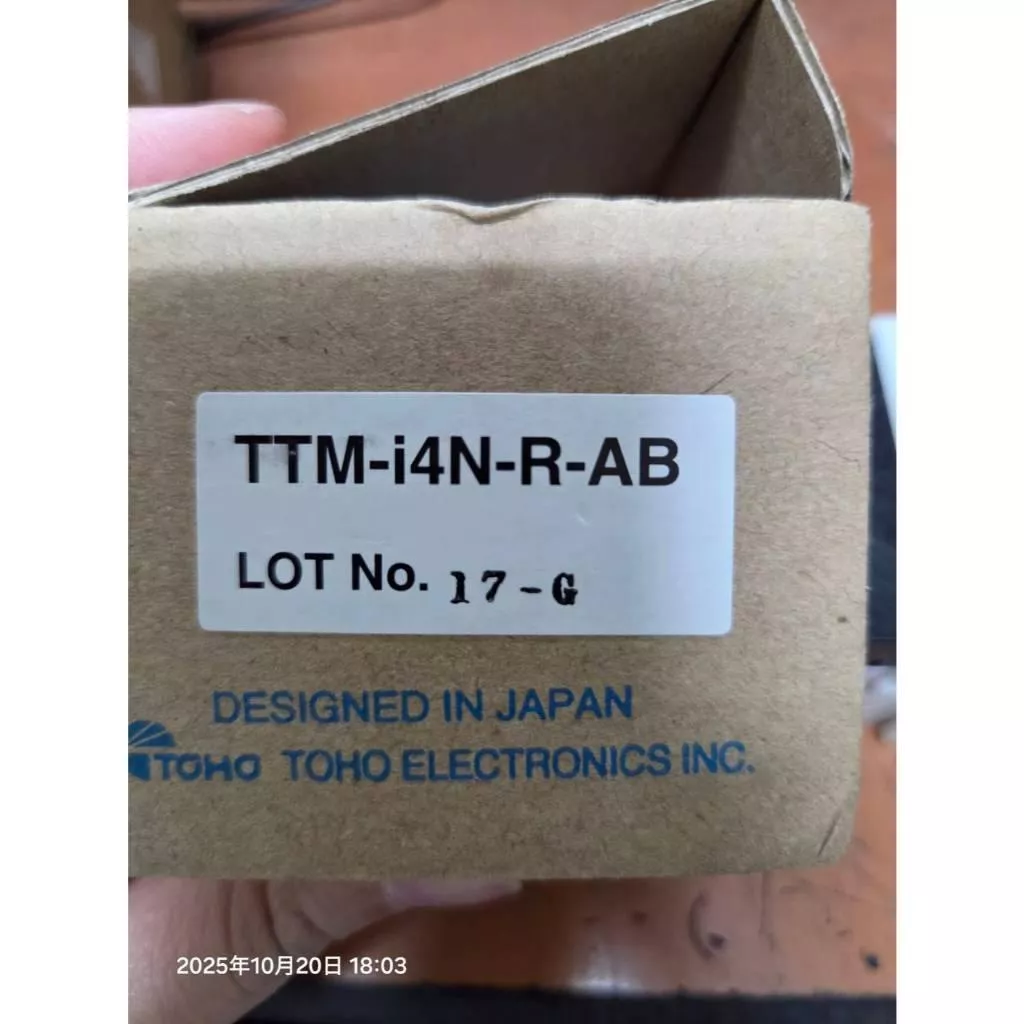 TTM-i4N-R-AB
LOT No. 17-G
DESIGNED IN JAPAN
TOHO TOHO ELECTRONICS INC.
2025年10月20日 18:03